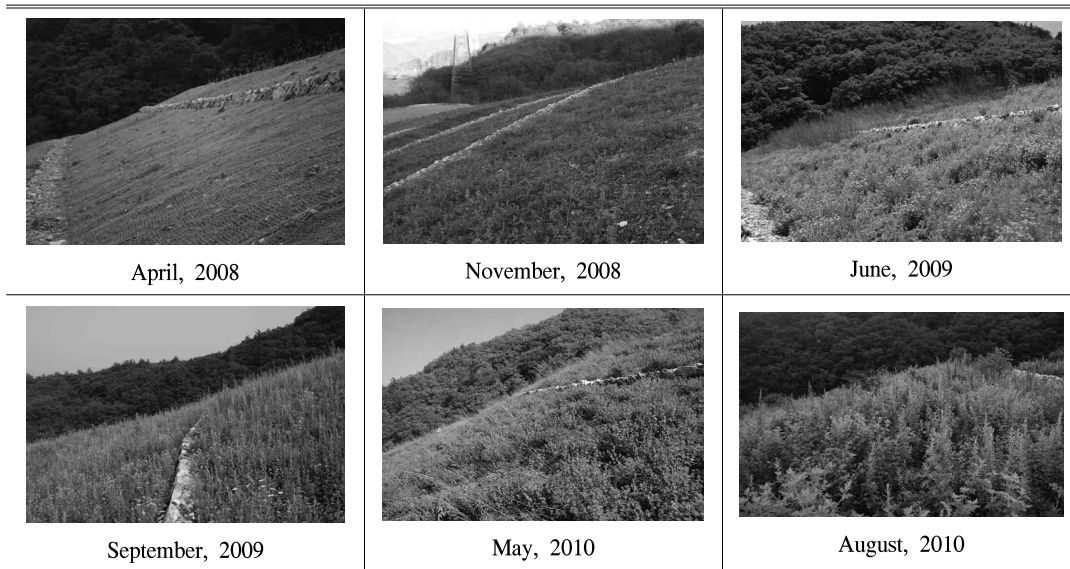 April, 2008
November, 2008
June, 2009
September, 2009
May, 2010
August, 2010